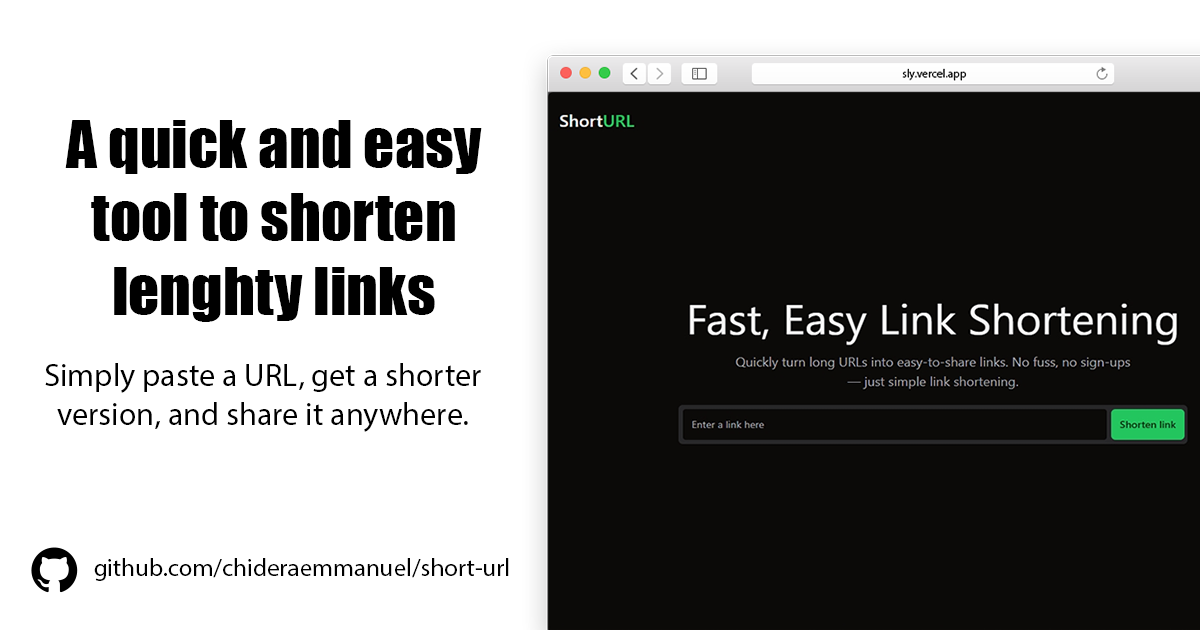 A quick and easy
tool to shorten
lenghty links
Simply paste a URL, get a shorter
version, and share it anywhere.
github.com/chideraemmanuel/short-url
sly.vercel.app
ShortURL
Fast, Easy Link Shortening
Quickly turn long URLs into easy-to-share links. No fuss, no sign-ups
— just simple link shortening.
Enter a link here
Shorten link